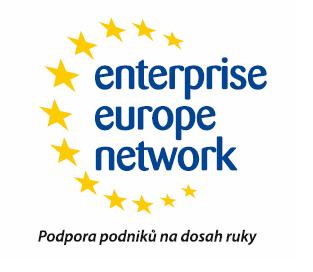 enterprise
europe
network
Podpora podniků na dosah ruky